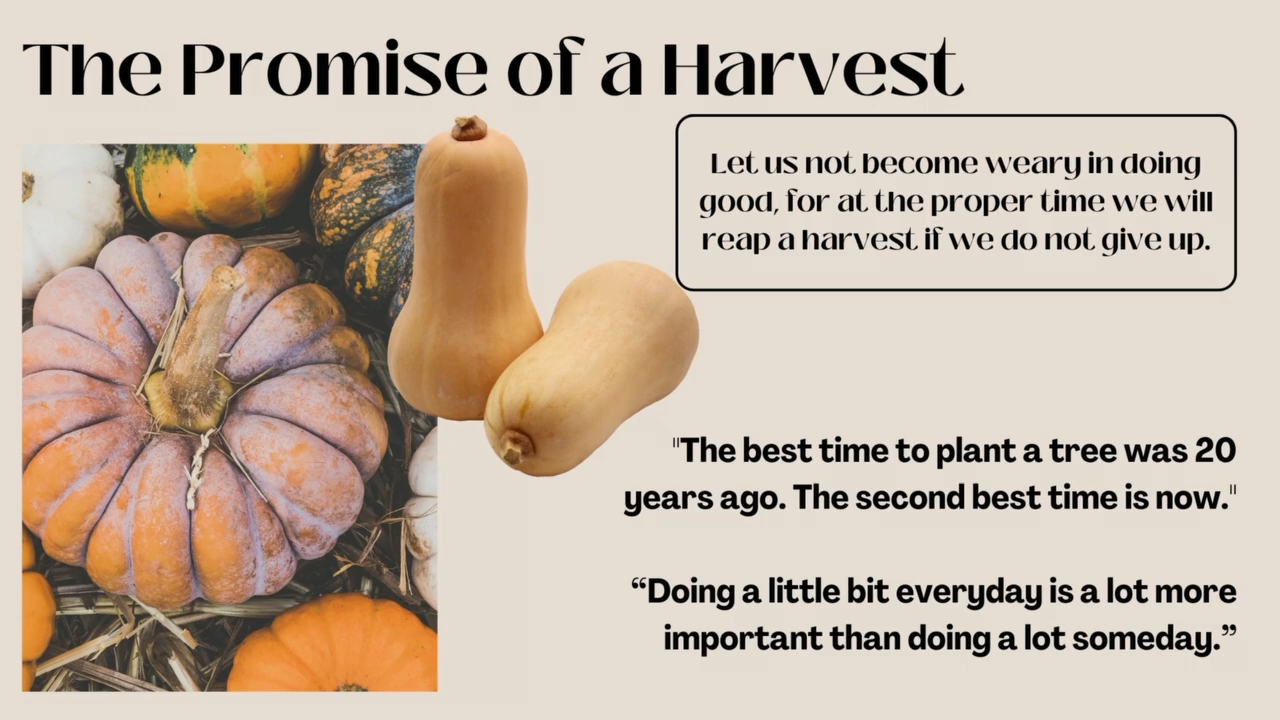 The Promise of a Harvest
Let us not become weary in doing
good, for at the proper time we will
reap a harvest if we do not give up.
"The best time to plant a tree was 20
years ago. The second best time is now."
“Doing a little bit everyday is a lot more
important than doing a lot someday.”